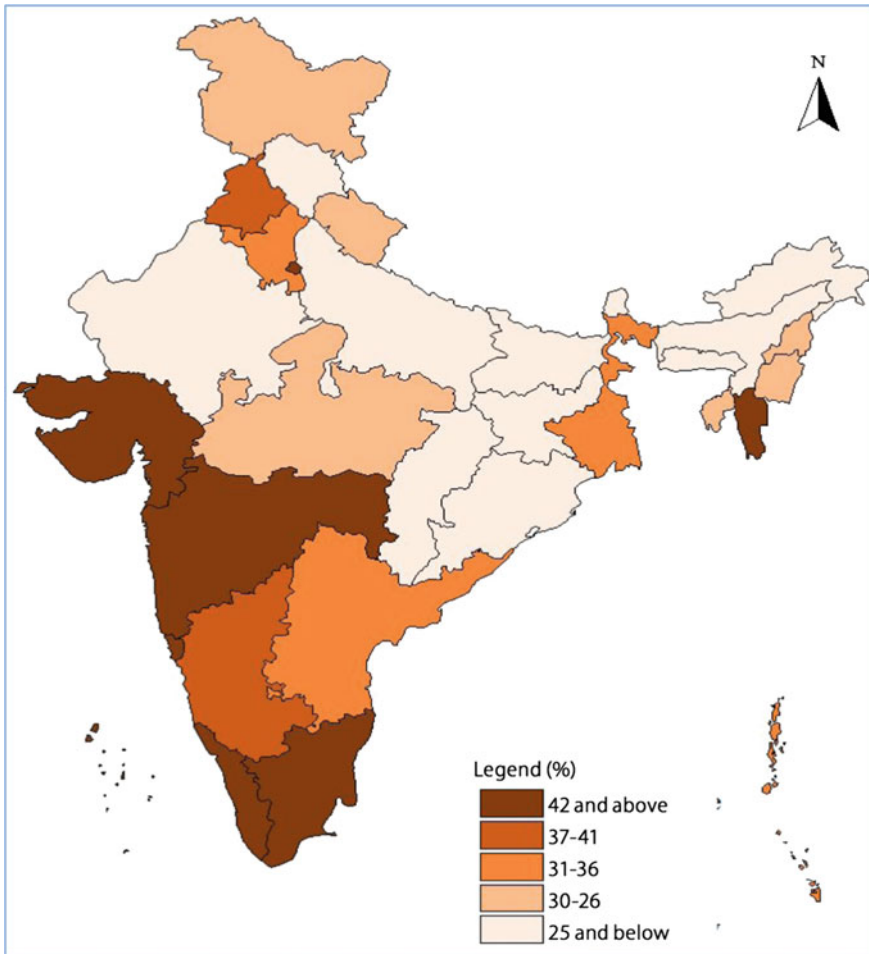 N
Legend (%)
42 and above
37-41
31-36
30-26
25 and below